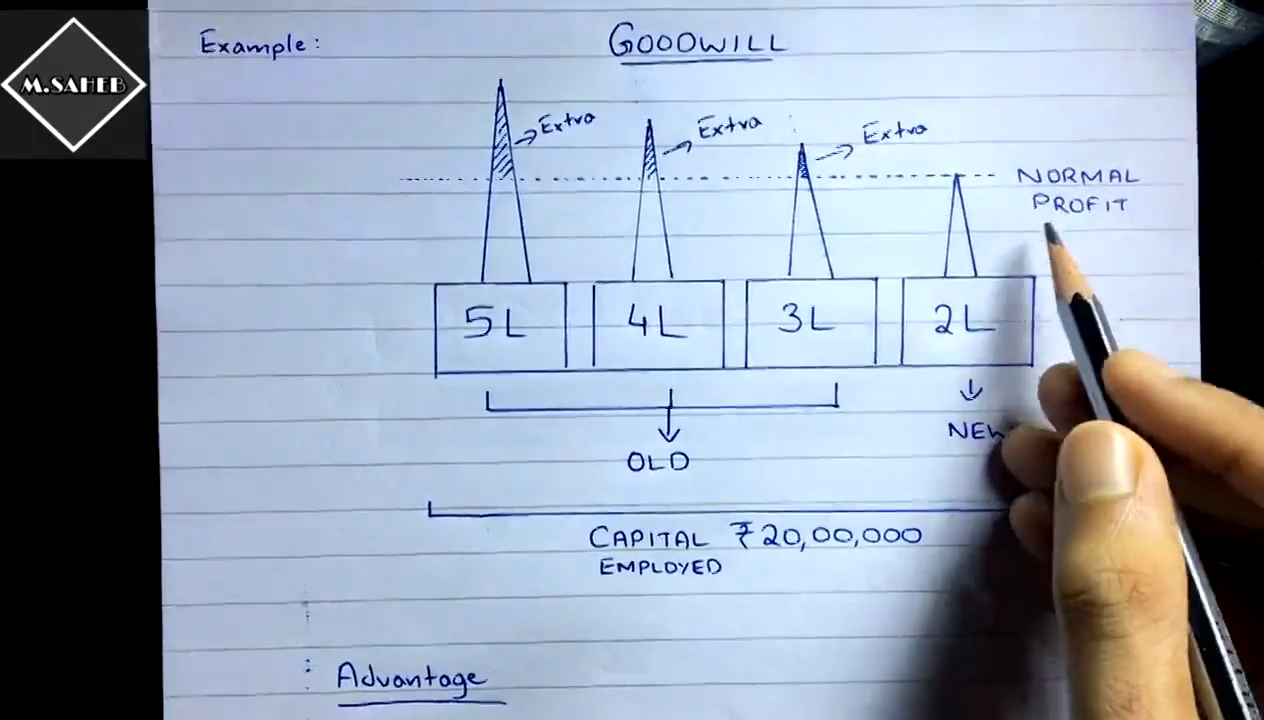 M.SAHEB
Example:
GOODWILL
Extra
Extra
Extra
NORMAL
PROFIT
5L
4L
3L
2L
OLD
NEW
CAPITAL ₹20,00,000
EMPLOYED
Advantage